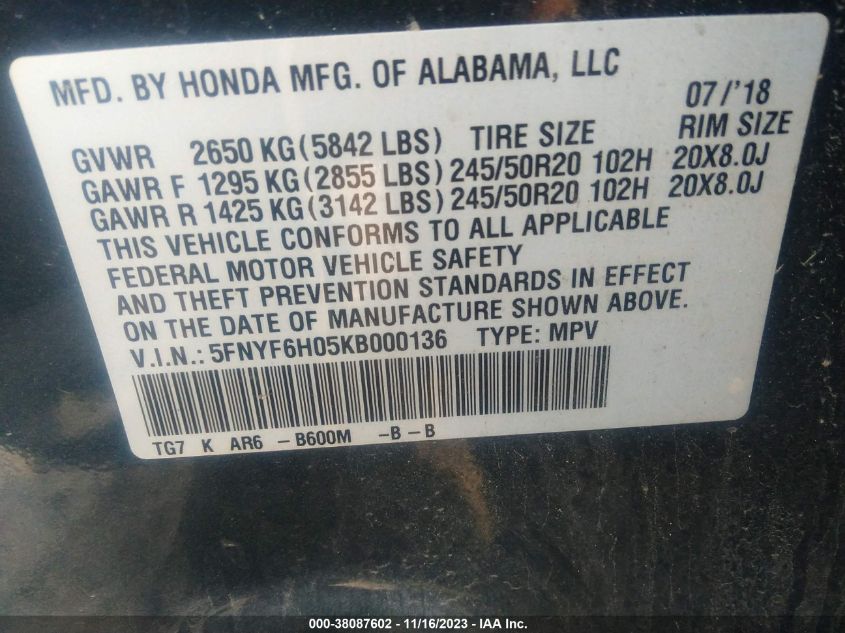 MFD. BY HONDA MFG. OF ALABAMA, LLC 07/'18
GVWR 2650 KG (5842 LBS) TIRE SIZE RIM SIZE
GAWR F 1295 KG (2855 LBS) 245/50R20 102H 20X8.0J
GAWR R 1425 KG (3142 LBS) 245/50R20 102H 20X8.0J
THIS VEHICLE CONFORMS TO ALL APPLICABLE
FEDERAL MOTOR VEHICLE SAFETY
AND THEFT PREVENTION STANDARDS IN EFFECT
ON THE DATE OF MANUFACTURE SHOWN ABOVE.
V.I.N.: 5FNYF6H05KB000136 TYPE: MPV
TG7 K AR6 -B600M -B -B
000-38087602 - 11/16/2023 - IAA Inc.